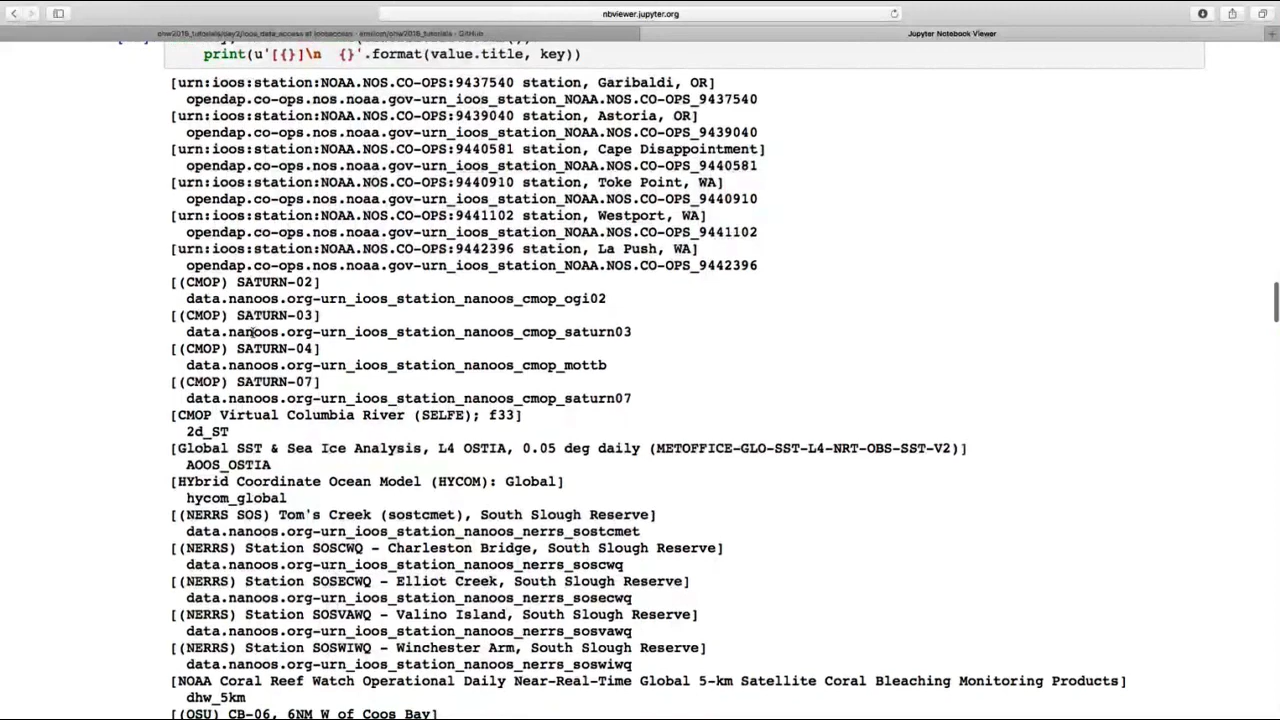 nbviewer.jupyter.org
ohw2018_tutorials/day2/ioos_data_access at ioosaccess · emiliom/ohw2018_tutorials · GitHub
Jupyter Notebook Viewer
print(u'[{}]\n  {}'.format(value.title, key))
[urn:ioos:station:NOAA.NOS.CO-OPS:9437540 station, Garibaldi, OR]
opendap.co-ops.nos.noaa.gov-urn_ioos_station_NOAA.NOS.CO-OPS_9437540
[urn:ioos:station:NOAA.NOS.CO-OPS:9439040 station, Astoria, OR]
opendap.co-ops.nos.noaa.gov-urn_ioos_station_NOAA.NOS.CO-OPS_9439040
[urn:ioos:station:NOAA.NOS.CO-OPS:9440581 station, Cape Disappointment]
opendap.co-ops.nos.noaa.gov-urn_ioos_station_NOAA.NOS.CO-OPS_9440581
[urn:ioos:station:NOAA.NOS.CO-OPS:9440910 station, Toke Point, WA]
opendap.co-ops.nos.noaa.gov-urn_ioos_station_NOAA.NOS.CO-OPS_9440910
[urn:ioos:station:NOAA.NOS.CO-OPS:9441102 station, Westport, WA]
opendap.co-ops.nos.noaa.gov-urn_ioos_station_NOAA.NOS.CO-OPS_9441102
[urn:ioos:station:NOAA.NOS.CO-OPS:9442396 station, La Push, WA]
opendap.co-ops.nos.noaa.gov-urn_ioos_station_NOAA.NOS.CO-OPS_9442396
[(CMOP) SATURN-02]
data.nanoos.org-urn_ioos_station_nanoos_cmop_ogi02
[(CMOP) SATURN-03]
data.nanoos.org-urn_ioos_station_nanoos_cmop_saturn03
[(CMOP) SATURN-04]
data.nanoos.org-urn_ioos_station_nanoos_cmop_mottb
[(CMOP) SATURN-07]
data.nanoos.org-urn_ioos_station_nanoos_cmop_saturn07
[CMOP Virtual Columbia River (SELFE); f33]
2d_ST
[Global SST & Sea Ice Analysis, L4 OSTIA, 0.05 deg daily (METOFFICE-GLO-SST-L4-NRT-OBS-SST-V2)]
AOOS_OSTIA
[HYbrid Coordinate Ocean Model (HYCOM): Global]
hycom_global
[(NERRS SOS) Tom's Creek (sostcmet), South Slough Reserve]
data.nanoos.org-urn_ioos_station_nanoos_nerrs_sostcmet
[(NERRS) Station SOSCWQ - Charleston Bridge, South Slough Reserve]
data.nanoos.org-urn_ioos_station_nanoos_nerrs_soscwq
[(NERRS) Station SOSECWQ - Elliot Creek, South Slough Reserve]
data.nanoos.org-urn_ioos_station_nanoos_nerrs_sosecwq
[(NERRS) Station SOSVAWQ - Valino Island, South Slough Reserve]
data.nanoos.org-urn_ioos_station_nanoos_nerrs_sosvawq
[(NERRS) Station SOSWIWQ - Winchester Arm, South Slough Reserve]
data.nanoos.org-urn_ioos_station_nanoos_nerrs_soswiwq
[NOAA Coral Reef Watch Operational Daily Near-Real-Time Global 5-km Satellite Coral Bleaching Monitoring Products]
dhw_5km
[(OSU) CB-06, 6NM W of Coos Bay]